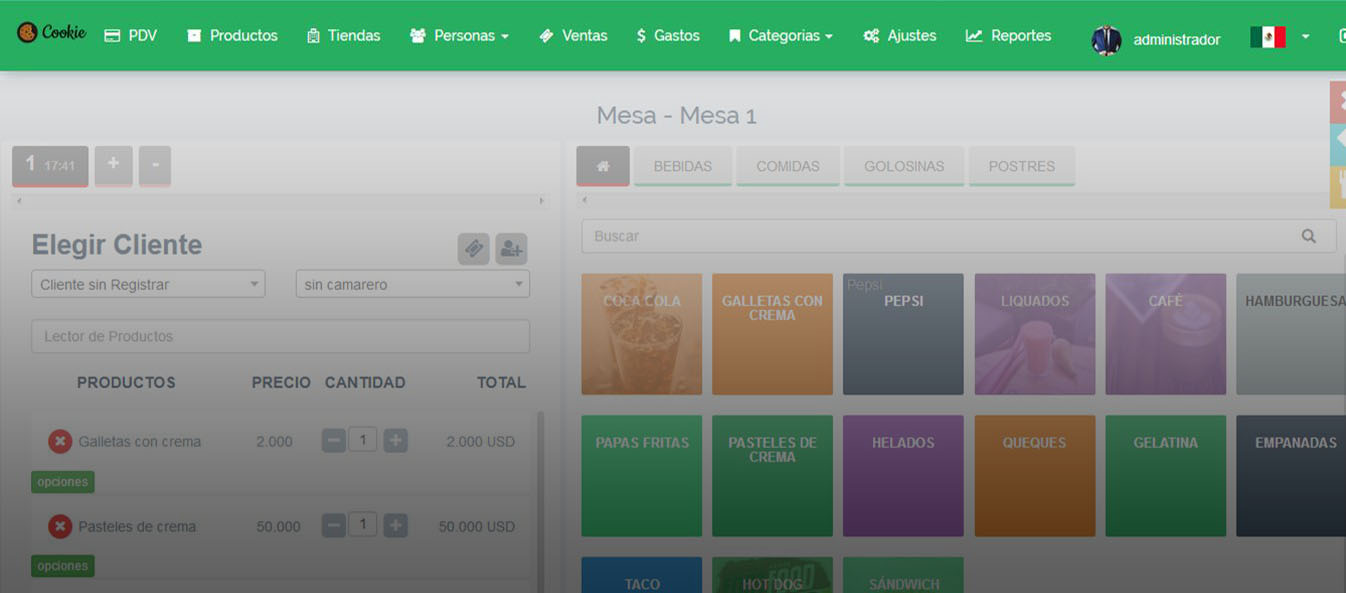 Cookie
PDV
Productos
Tiendas
Personas
Ventas
$ Gastos
Categorias
Ajustes
Reportes
administrador
Mesa - Mesa 1
1 17:41
+
-
BEBIDAS
COMIDAS
GOLOSINAS
POSTRES
Elegir Cliente
Cliente sin Registrar
sin camarero
Lector de Productos
PRODUCTOS PRECIO CANTIDAD TOTAL
Galletas con crema 2.000 1 2.000 USD
opciones
Pasteles de crema 50.000 1 50.000 USD
opciones
Buscar
COCA COLA
GALLETAS CON
CREMA
Pepsi
PEPSI
LIQUADOS
CAFÉ
HAMBURGUESA
PAPAS FRITAS
PASTELES DE
CREMA
HELADOS
QUEQUES
GELATINA
EMPANADAS
TACO
HOT DOG
FOOD
SÁNDWICH